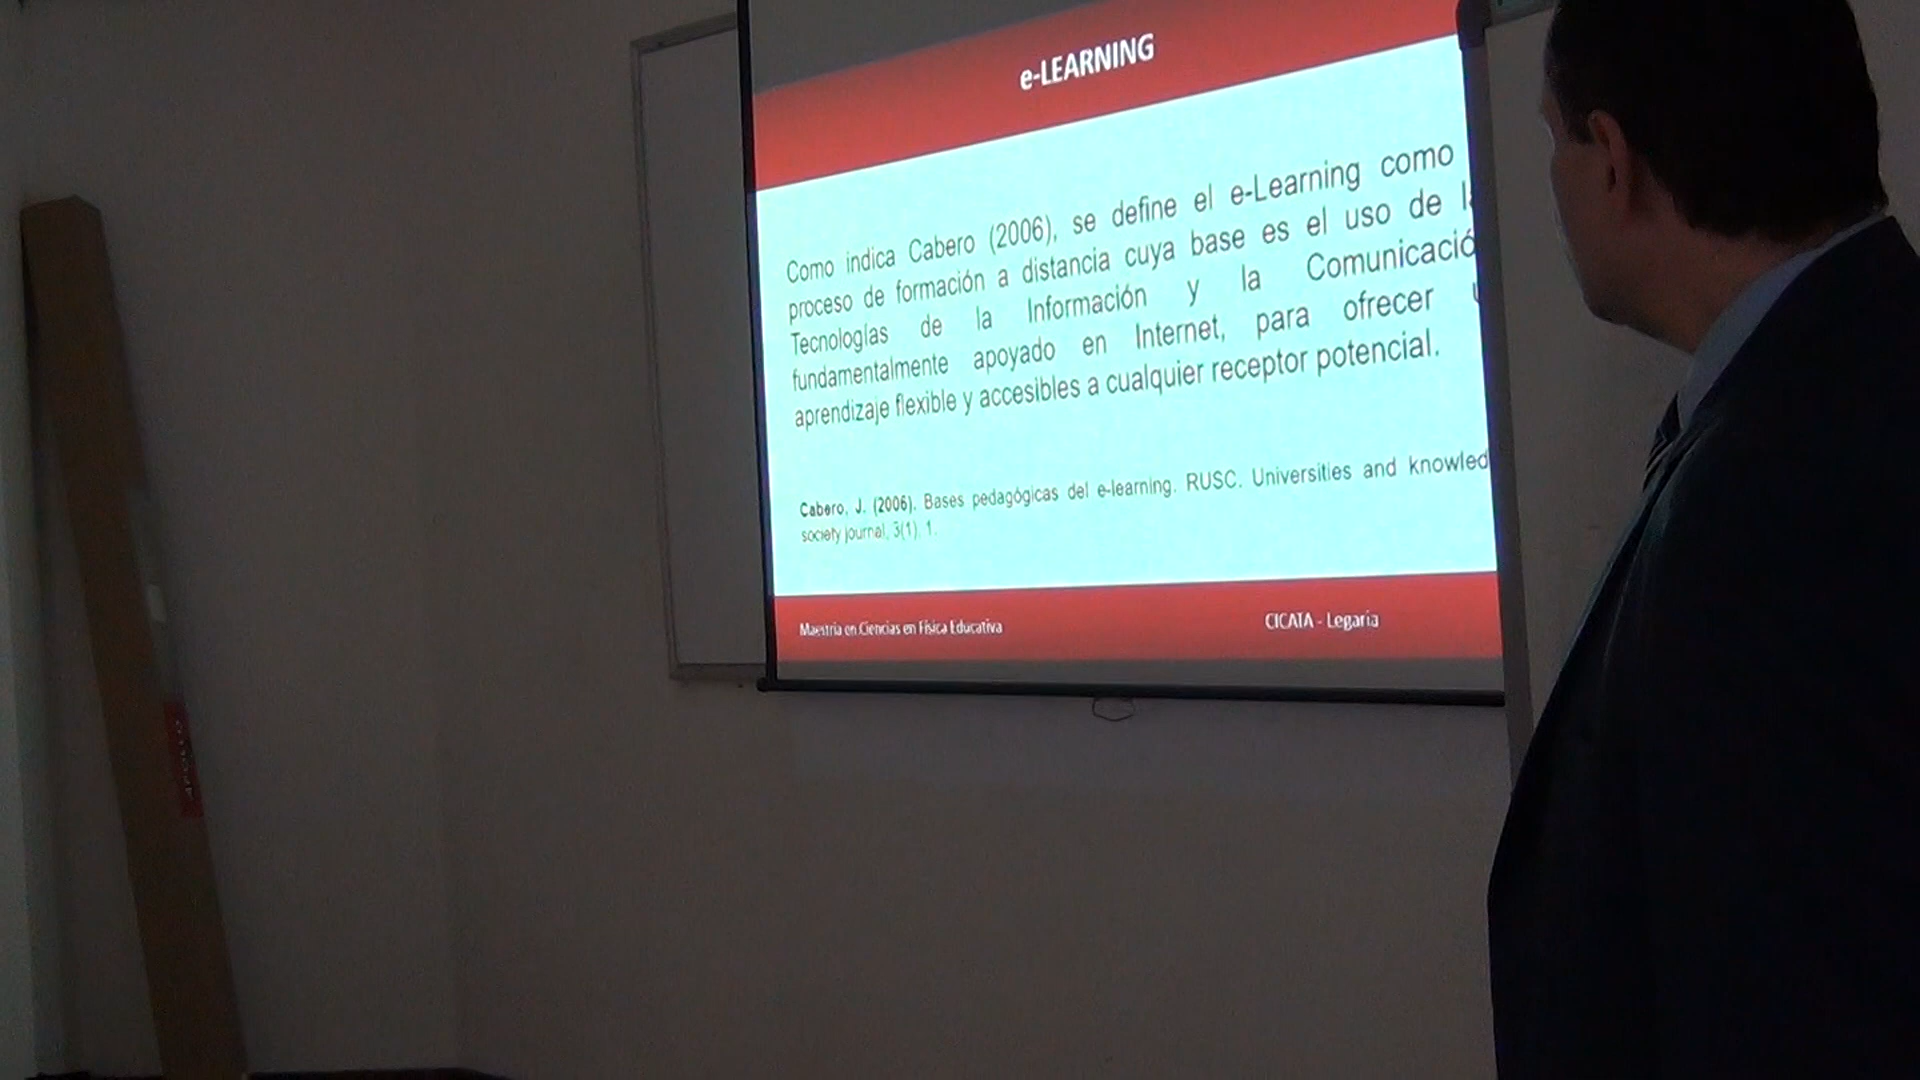 e-LEARNING
Como indica Cabero (2006), se define el e-Learning como
proceso de formación a distancia cuya base es el uso de
Tecnologías de la Información y la Comunicació
fundamentalmente apoyado en Internet, para ofrecer
aprendizaje flexible y accesibles a cualquier receptor potencial.
Cabero, J. (2006). Bases pedagógicas del e-learning. RUSC. Universities and knowled
society journal, 3(1), 1.
Maestría en Ciencias en Física Educativa
CICATA - Legaria
APOLLO